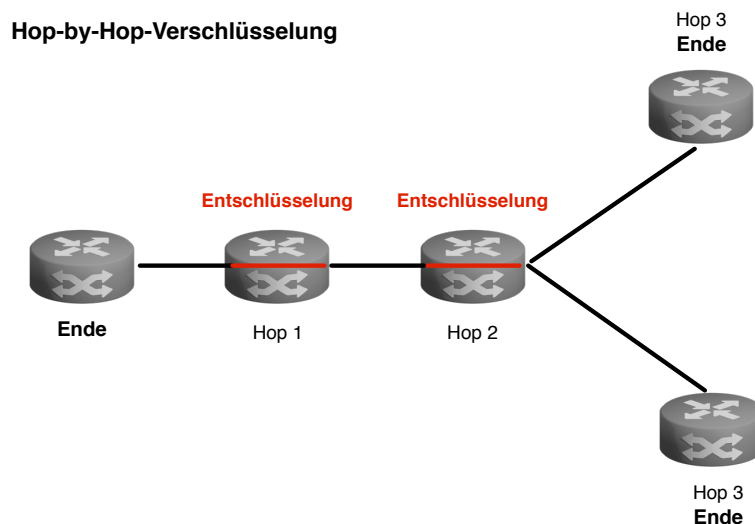 Hop-by-Hop-Verschlüsselung
Hop 3
Ende
Entschlüsselung
Entschlüsselung
Ende
Hop 1
Hop 2
Hop 3
Ende